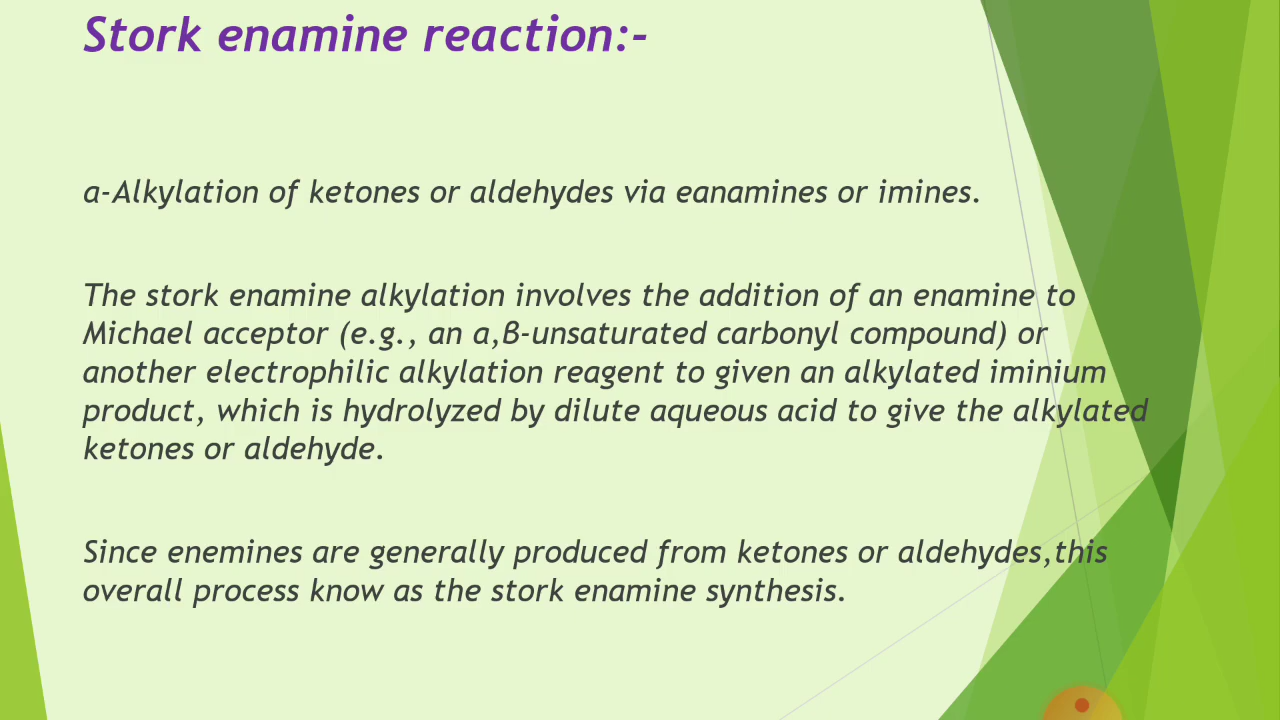 Stork enamine reaction:-
a-Alkylation of ketones or aldehydes via eanamines or imines.
The stork enamine alkylation involves the addition of an enamine to
Michael acceptor (e.g., an a,β-unsaturated carbonyl compound) or
another electrophilic alkylation reagent to given an alkylated iminium
product, which is hydrolyzed by dilute aqueous acid to give the alkylated
ketones or aldehyde.
Since enemines are generally produced from ketones or aldehydes,this
overall process know as the stork enamine synthesis.